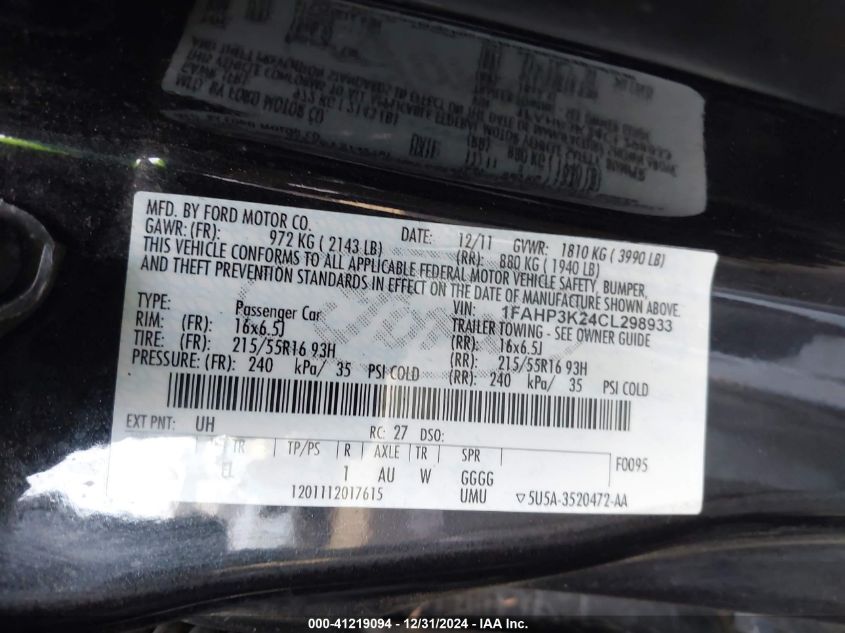 MFD. BY FORD MOTOR CO.
DATE: 12/11 GVWR: 1810 KG ( 3990 LB)
GAWR: (FR): 972 KG ( 2143 LB) (RR): 880 KG ( 1940 LB)
THIS VEHICLE CONFORMS TO ALL APPLICABLE FEDERAL MOTOR VEHICLE SAFETY, BUMPER,
AND THEFT PREVENTION STANDARDS IN EFFECT ON THE DATE OF MANUFACTURE SHOWN ABOVE.
VIN: 1FAHP3K24CL298933
TYPE: Passenger Car TRAILER TOWING - SEE OWNER GUIDE
RIM: (FR): 16x6.5J (RR): 16x6.5J
TIRE: (FR): 215/55R16 93H (RR): 215/55R16 93H
PRESSURE: (FR): 240 kPa/ 35 PSI COLD (RR): 240 kPa/ 35 PSI COLD
EXT PNT: UH RC: 27 DSO:
TR TP/PS R AXLE TR SPR F0095
EL 1 AU W GGGG
1201112017615 UMU ▽5U5A-3520472-AA
000-41219094 - 12/31/2024 - IAA Inc.